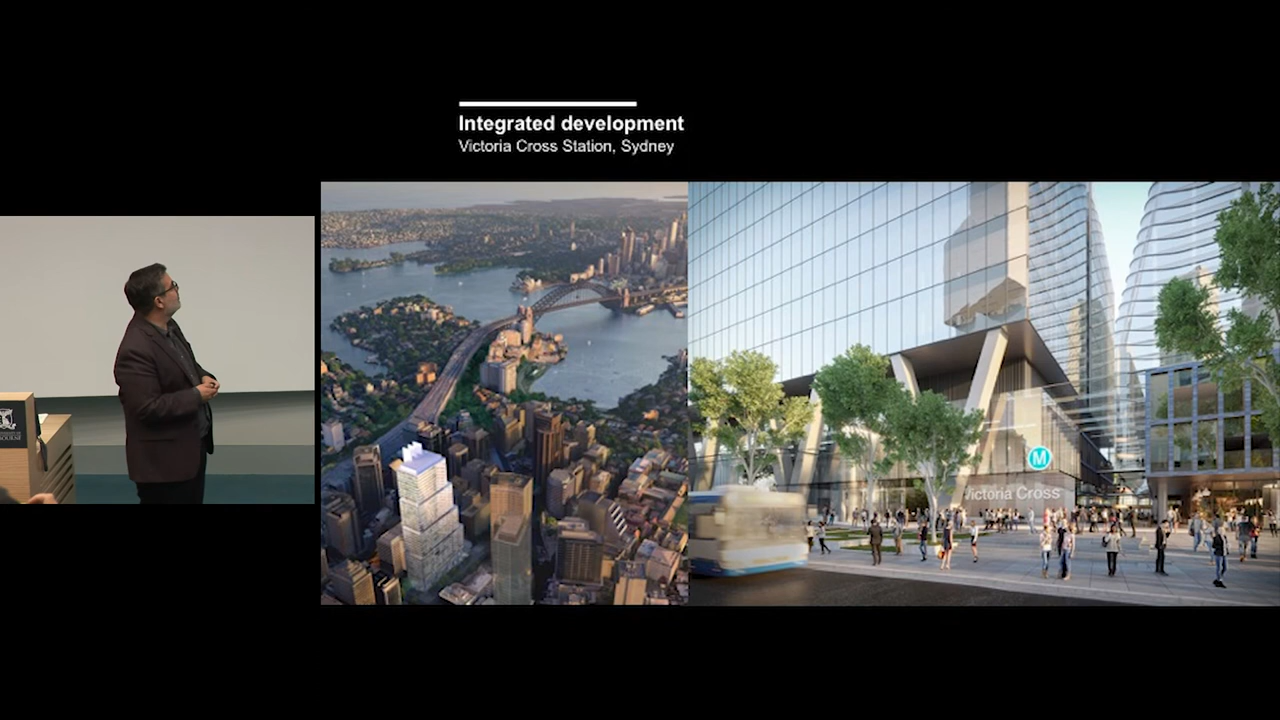 Integrated development
Victoria Cross Station, Sydney
M
Victoria Cross